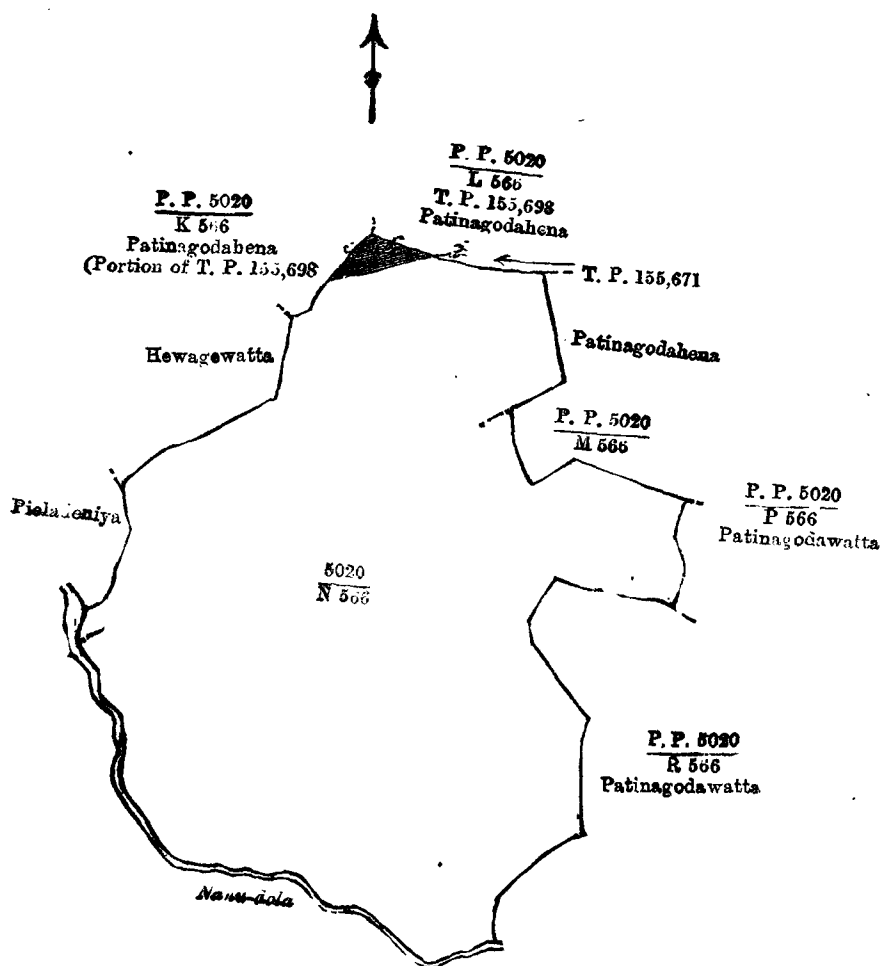 P. P. 5020
L 566
T. P. 155,698
Patinagodahena
P. P. 5020
K 566
Patinagodahena
(Portion of T. P. 155,698
T. P. 155,671
Hewagewatta
Patinagodahena
P. P. 5020
M 566
P. P. 5020
P 566
Patinagodawatta
5020
N 566
P. P. 5020
R 566
Patinagodawatta